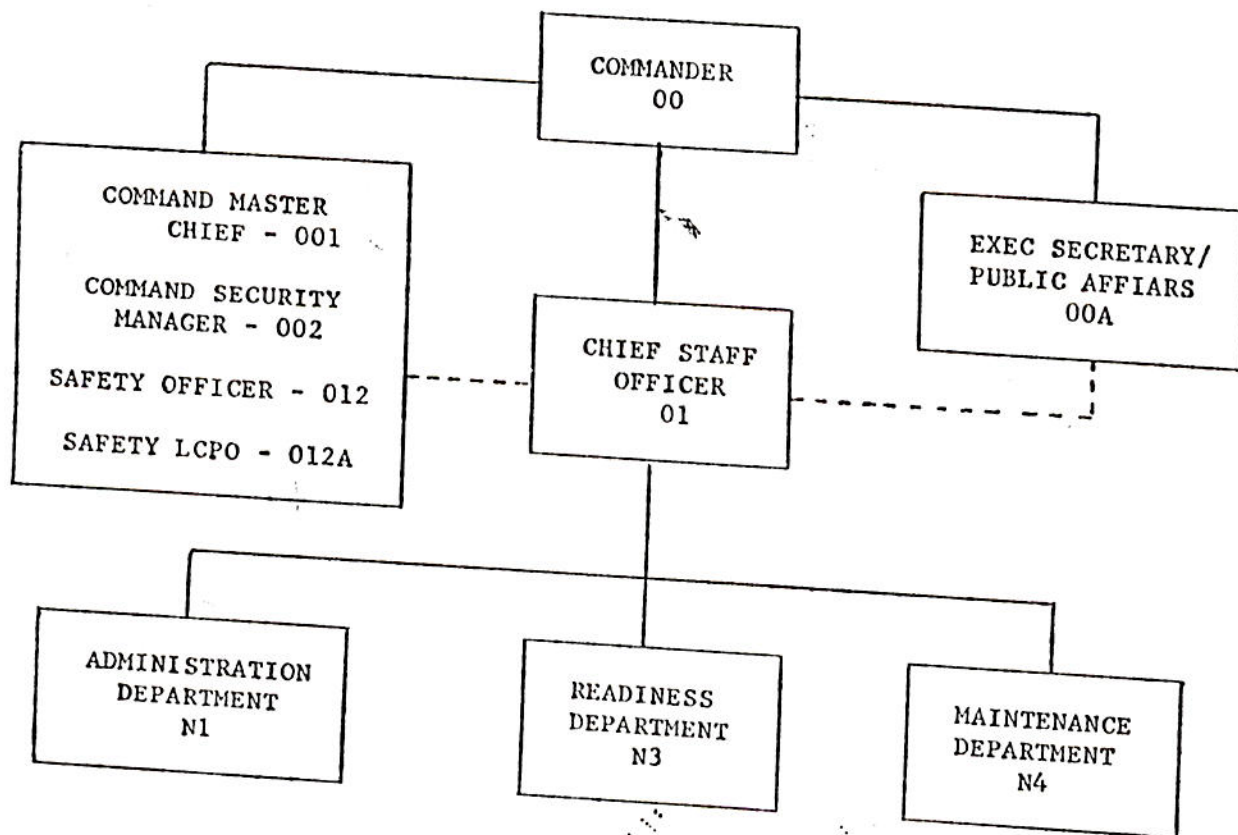 COMMANDER
00
COMMAND MASTER
CHIEF - 001
COMMAND SECURITY
MANAGER - 002
SAFETY OFFICER - 012
SAFETY LCPO - 012A
EXEC SECRETARY/
PUBLIC AFFIARS
00A
CHIEF STAFF
OFFICER
01
ADMINISTRATION
DEPARTMENT
N1
READINESS
DEPARTMENT
N3
MAINTENANCE
DEPARTMENT
N4